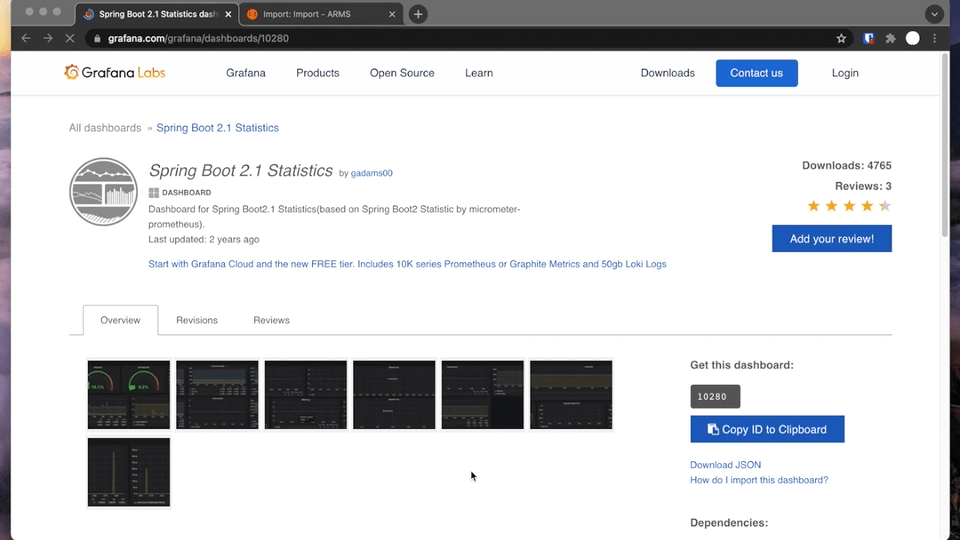 Spring Boot 2.1 Statistics dash
Import: Import - ARMS
grafana.com/grafana/dashboards/10280
Grafana Labs
Grafana
Products
Open Source
Learn
Downloads
Contact us
Login
All dashboards » Spring Boot 2.1 Statistics
Spring Boot 2.1 Statistics by gadams00
DASHBOARD
Dashboard for Spring Boot2.1 Statistics(based on Spring Boot2 Statistic by micrometer-
prometheus).
Last updated: 2 years ago
Start with Grafana Cloud and the new FREE tier. Includes 10K series Prometheus or Graphite Metrics and 50gb Loki Logs
Downloads: 4765
Reviews: 3
Add your review!
Overview
Revisions
Reviews
Get this dashboard:
10280
Copy ID to Clipboard
Download JSON
How do I import this dashboard?
Dependencies: